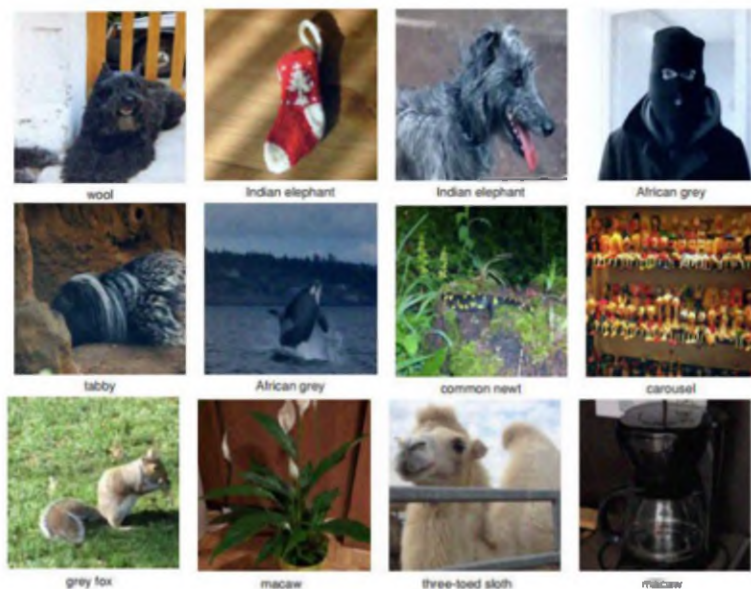 wool
Indian elephant
Indian elephant
African grey
tabby
African grey
common newt
carousel
grey fox
macaw
three-toed sloth
macaw